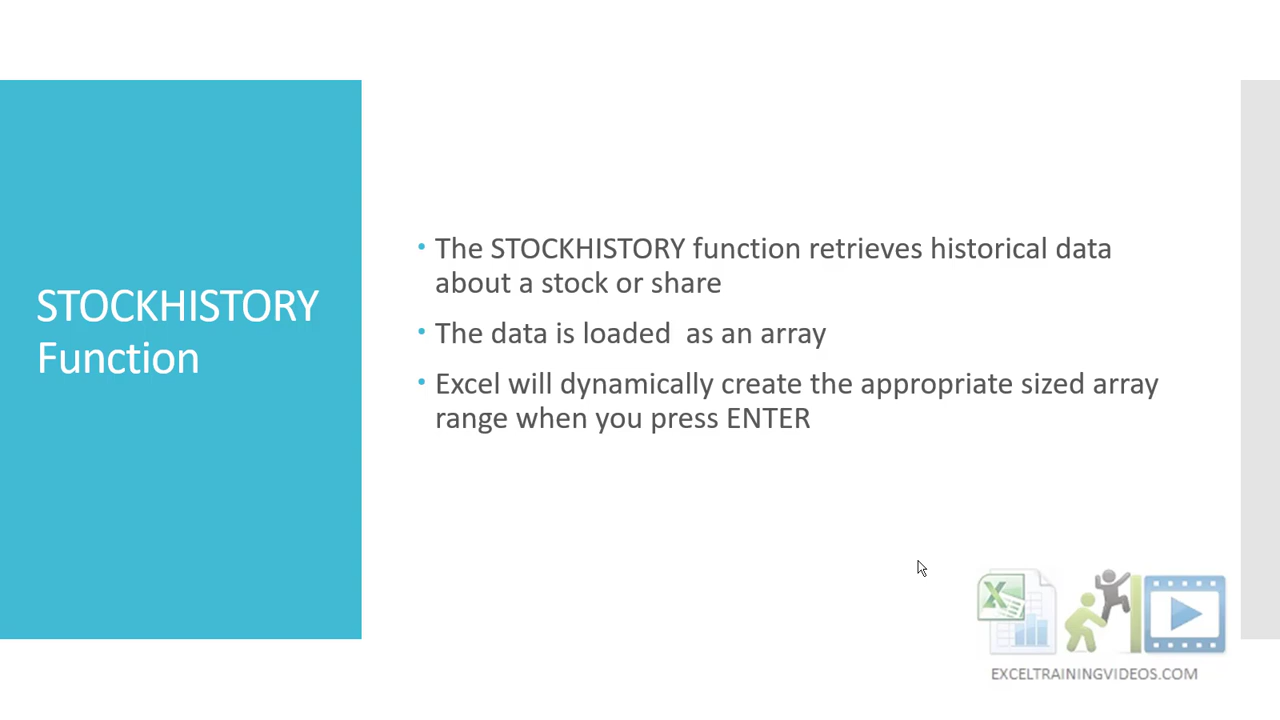 STOCKHISTORY
Function
• The STOCKHISTORY function retrieves historical data
about a stock or share
• The data is loaded  as an array
• Excel will dynamically create the appropriate sized array
range when you press ENTER
EXCELTRAININGVIDEOS.COM